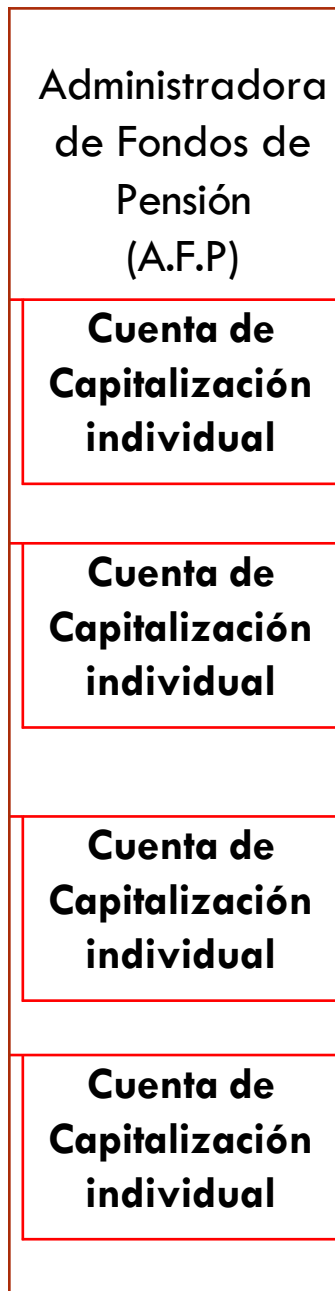 Administradora
de Fondos de
Pensión
(A.F.P)
Cuenta de
Capitalización
individual
Cuenta de
Capitalización
individual
Cuenta de
Capitalización
individual
Cuenta de
Capitalización
individual